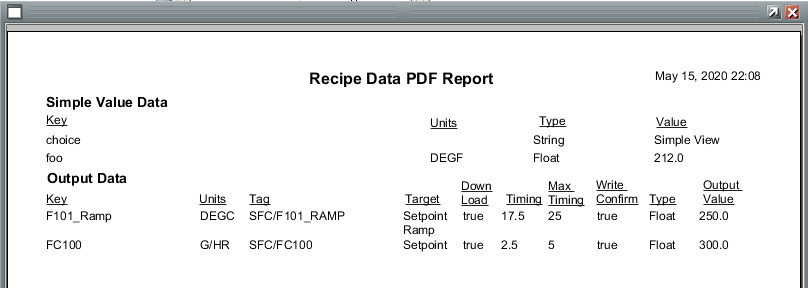 Recipe Data PDF Report
May 15, 2020 22:08
Simple Value Data
Key Units Type Value
choice String Simple View
foo DEGF Float 212.0
Output Data
Key Units Tag Target Down Load Timing Max Timing Write Confirm Type Output Value
F101_Ramp DEGC SFC/F101_RAMP Setpoint Ramp true 17.5 25 true Float 250.0
FC100 G/HR SFC/FC100 Setpoint true 2.5 5 true Float 300.0